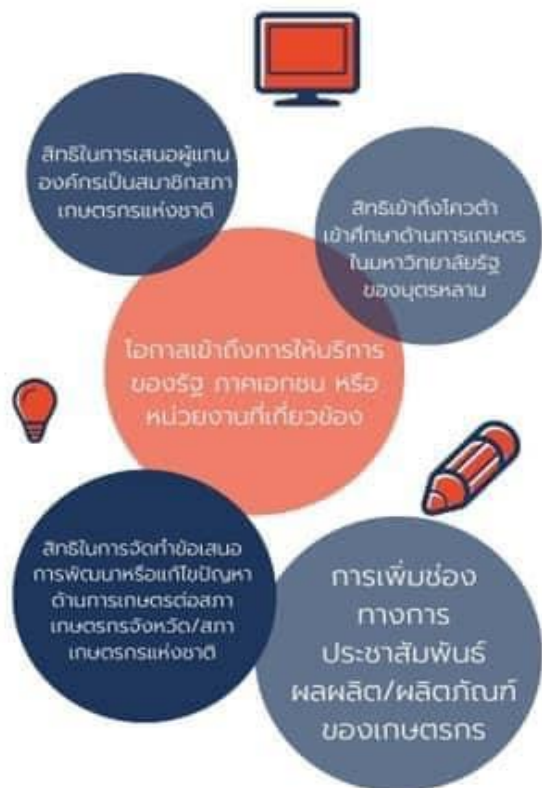 สิทธิในการเสนอผู้แทน
องค์กรเป็นสมาชิกสภา
เกษตรกรแห่งชาติ
สิทธิเข้าถึงโควต้า
เข้าศึกษาด้านการเกษตร
ในมหาวิทยาลัยรัฐ
ของบุตรหลาน
โอกาสเข้าถึงการให้บริการ
ของรัฐ ภาคเอกชน หรือ
หน่วยงานที่เกี่ยวข้อง
สิทธิในการจัดทำข้อเสนอ
การพัฒนาหรือแก้ไขปัญหา
ด้านการเกษตรต่อสภา
เกษตรกรจังหวัด/สภา
เกษตรกรแห่งชาติ
การเพิ่มช่อง
ทางการ
ประชาสัมพันธ์
ผลผลิต/ผลิตภัณฑ์
ของเกษตรกร